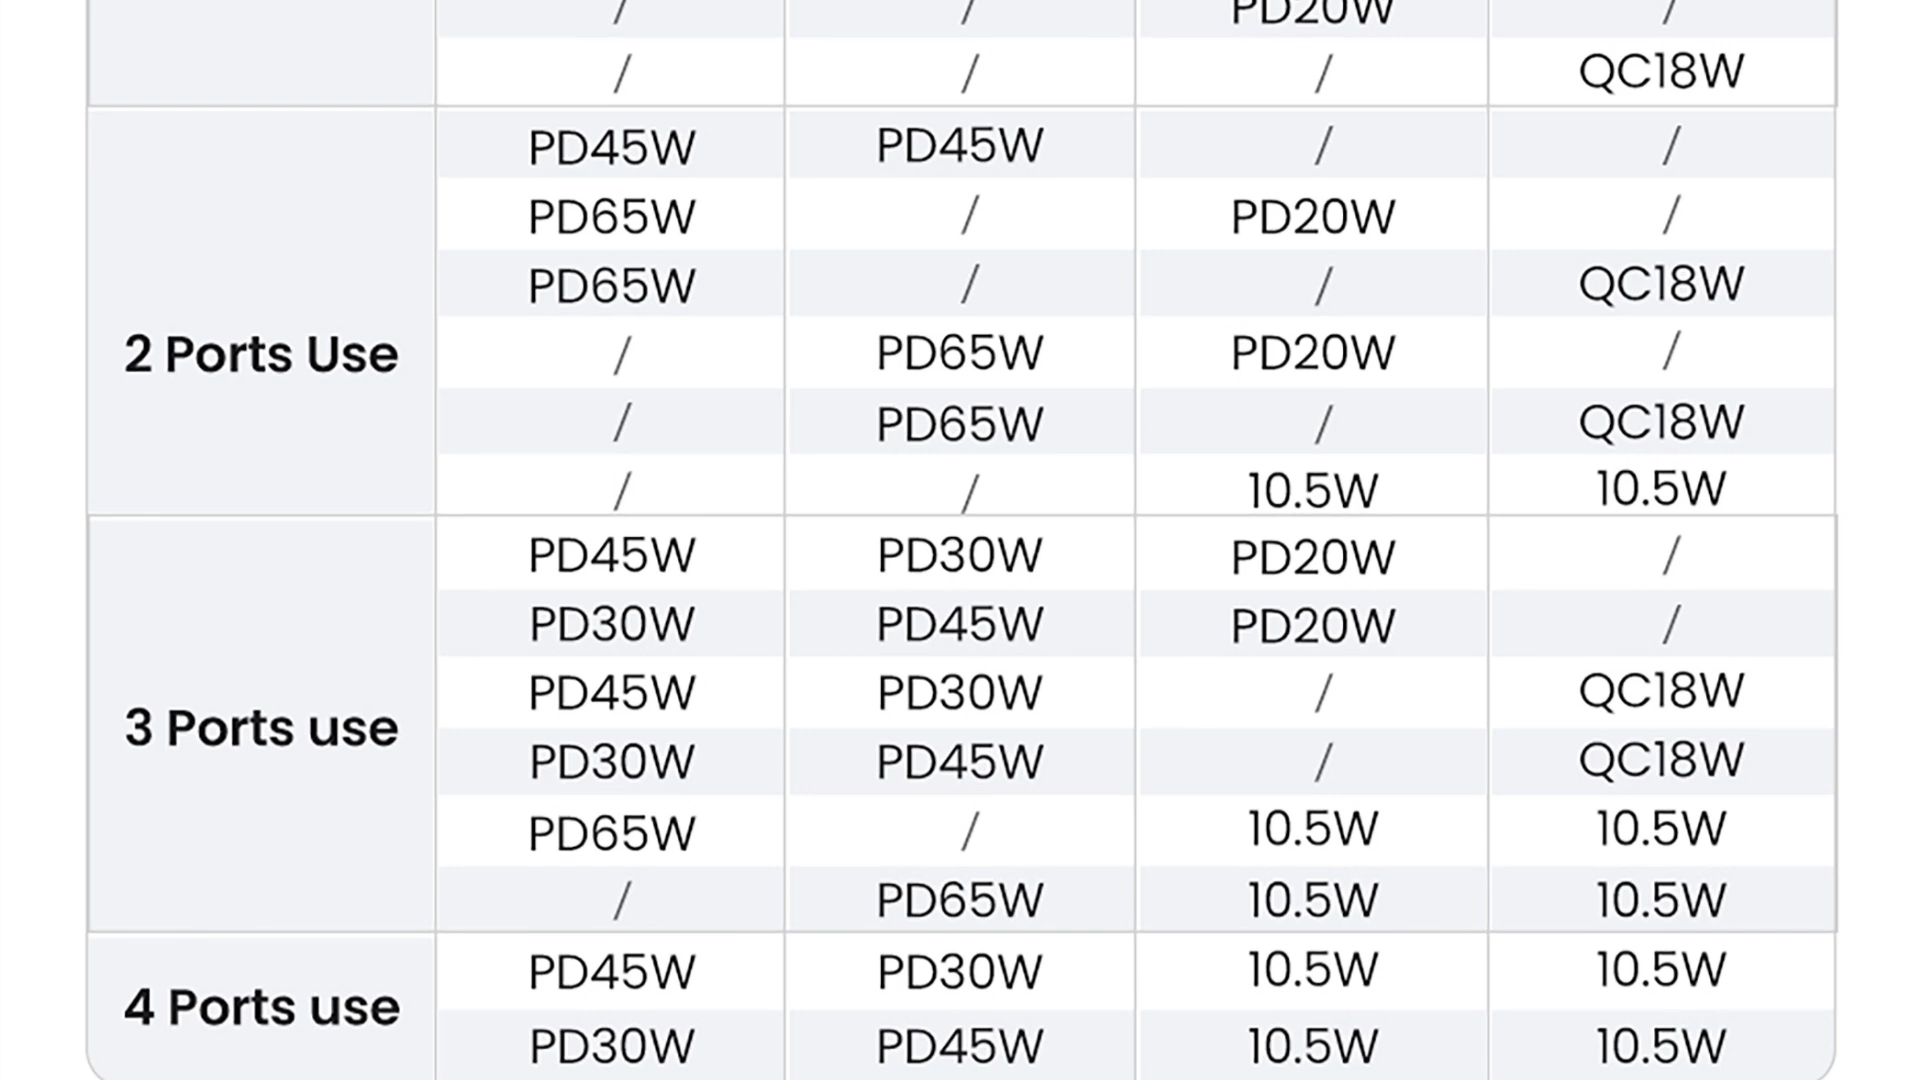 / / PD20W /
/ / / QC18W
PD45W PD45W / /
PD65W / PD20W /
PD65W / / QC18W
2 Ports Use
/ PD65W PD20W /
/ PD65W / QC18W
/ / 10.5W 10.5W
PD45W PD30W PD20W /
PD30W PD45W PD20W /
3 Ports use
PD45W PD30W / QC18W
PD30W PD45W / QC18W
PD65W / 10.5W 10.5W
/ PD65W 10.5W 10.5W
4 Ports use
PD45W PD30W 10.5W 10.5W
PD30W PD45W 10.5W 10.5W